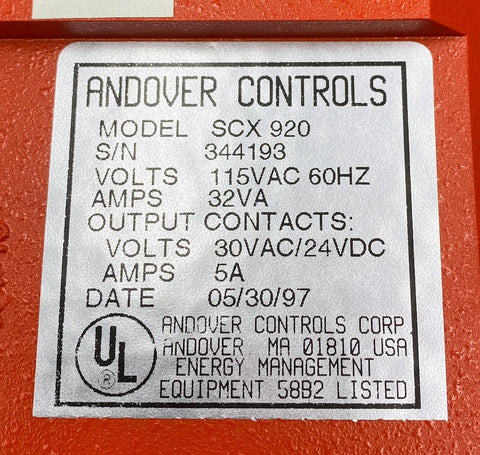 ANDOVER CONTROLS
MODEL SCX 920
S/N 344193
VOLTS 115VAC 60HZ
AMPS 32VA
OUTPUT CONTACTS:
VOLTS 30VAC/24VDC
AMPS 5A
DATE 05/30/97
UL ®
ANDOVER CONTROLS CORP.
ANDOVER, MA 01810 USA
ENERGY MANAGEMENT
EQUIPMENT 58B2 LISTED